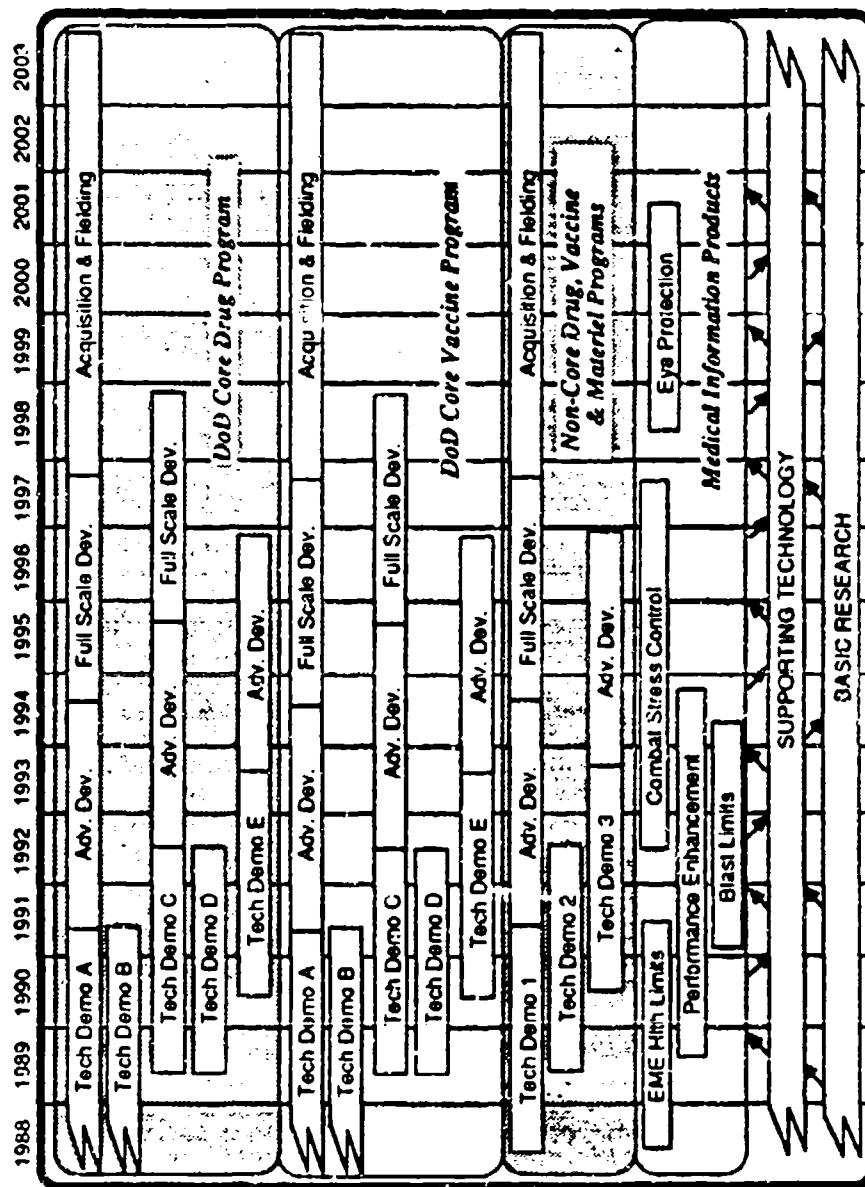 1988 1989 1990 1991 1992 1993 1994 1995 1996 1997 1998 1999 2000 2001 2002 2003
Tech Demo A Adv. Dev. Full Scale Dev. Acquisition & Fielding
Tech Demo B
Tech Demo C Adv. Dev. Full Scale Dev.
Tech Demo D
DoD Core Drug Program
Tech Demo E Adv. Dev.
Tech Demo A Adv. Dev. Full Scale Dev. Acquisition & Fielding
Tech Demo B
Tech Demo C Adv. Dev. Full Scale Dev.
Tech Demo D
DoD Core Vaccine Program
Tech Demo E Adv. Dev.
Tech Demo 1 Adv. Dev. Full Scale Dev. Acquisition & Fielding
Tech Demo 2
Non-Core Drug, Vaccine
& Materiel Programs
Tech Demo 3 Adv. Dev.
EME Hlth Limits Combat Stress Control Eye Protection
Performance Enhancement
Medical Information Products
Blast Limits
SUPPORTING TECHNOLOGY
BASIC RESEARCH